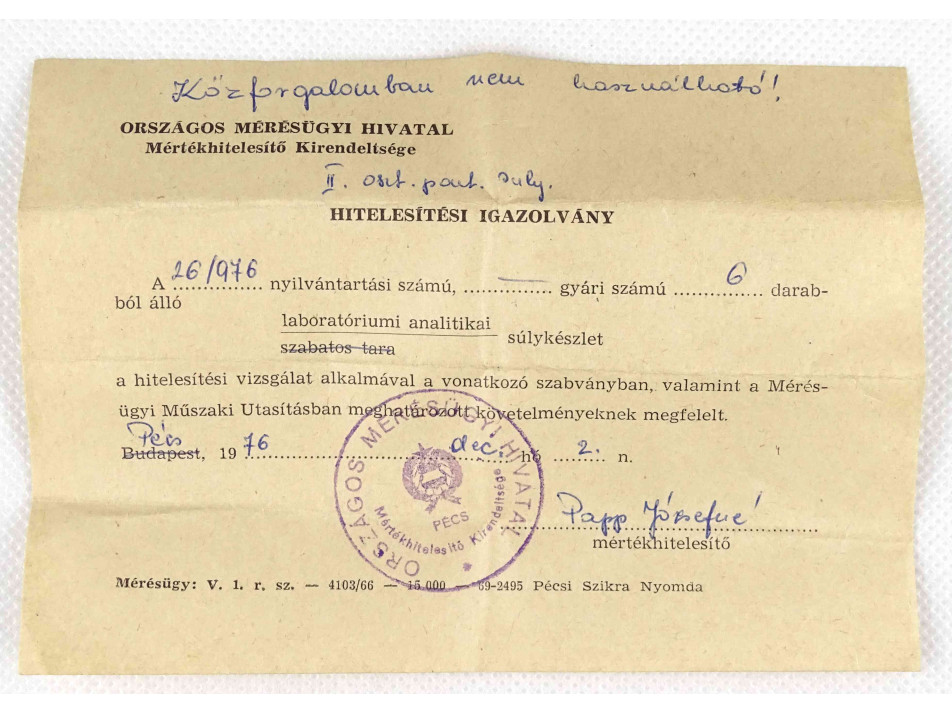 Közforgalomban nem használható!
ORSZÁGOS MÉRÉSÜGYI HIVATAL
Mértékhitelesítő Kirendeltsége
II. oszt. pont. súly.
HITELESÍTÉSI IGAZOLVÁNY
A 26/976 nyilvántartási számú, — gyári számú 6 darab-
ból álló
laboratóriumi analitikai
szabatos tara
súlykészlet
a hitelesítési vizsgálat alkalmával a vonatkozó szabványban, valamint a Mérés-
ügyi Műszaki Utasításban meghatározott követelményeknek megfelelt.
Pécs
Budapest, 1976 dec. hó 2. n.
ORSZÁGOS MÉRÉSÜGYI HIVATAL
Mértékhitelesítő Kirendeltsége
PÉCS
Papp Józsefné
mértékhitelesítő
Mérésügy: V. 1. r. sz. — 4103/66 — 15 000 — 69-2495 Pécsi Szikra Nyomda